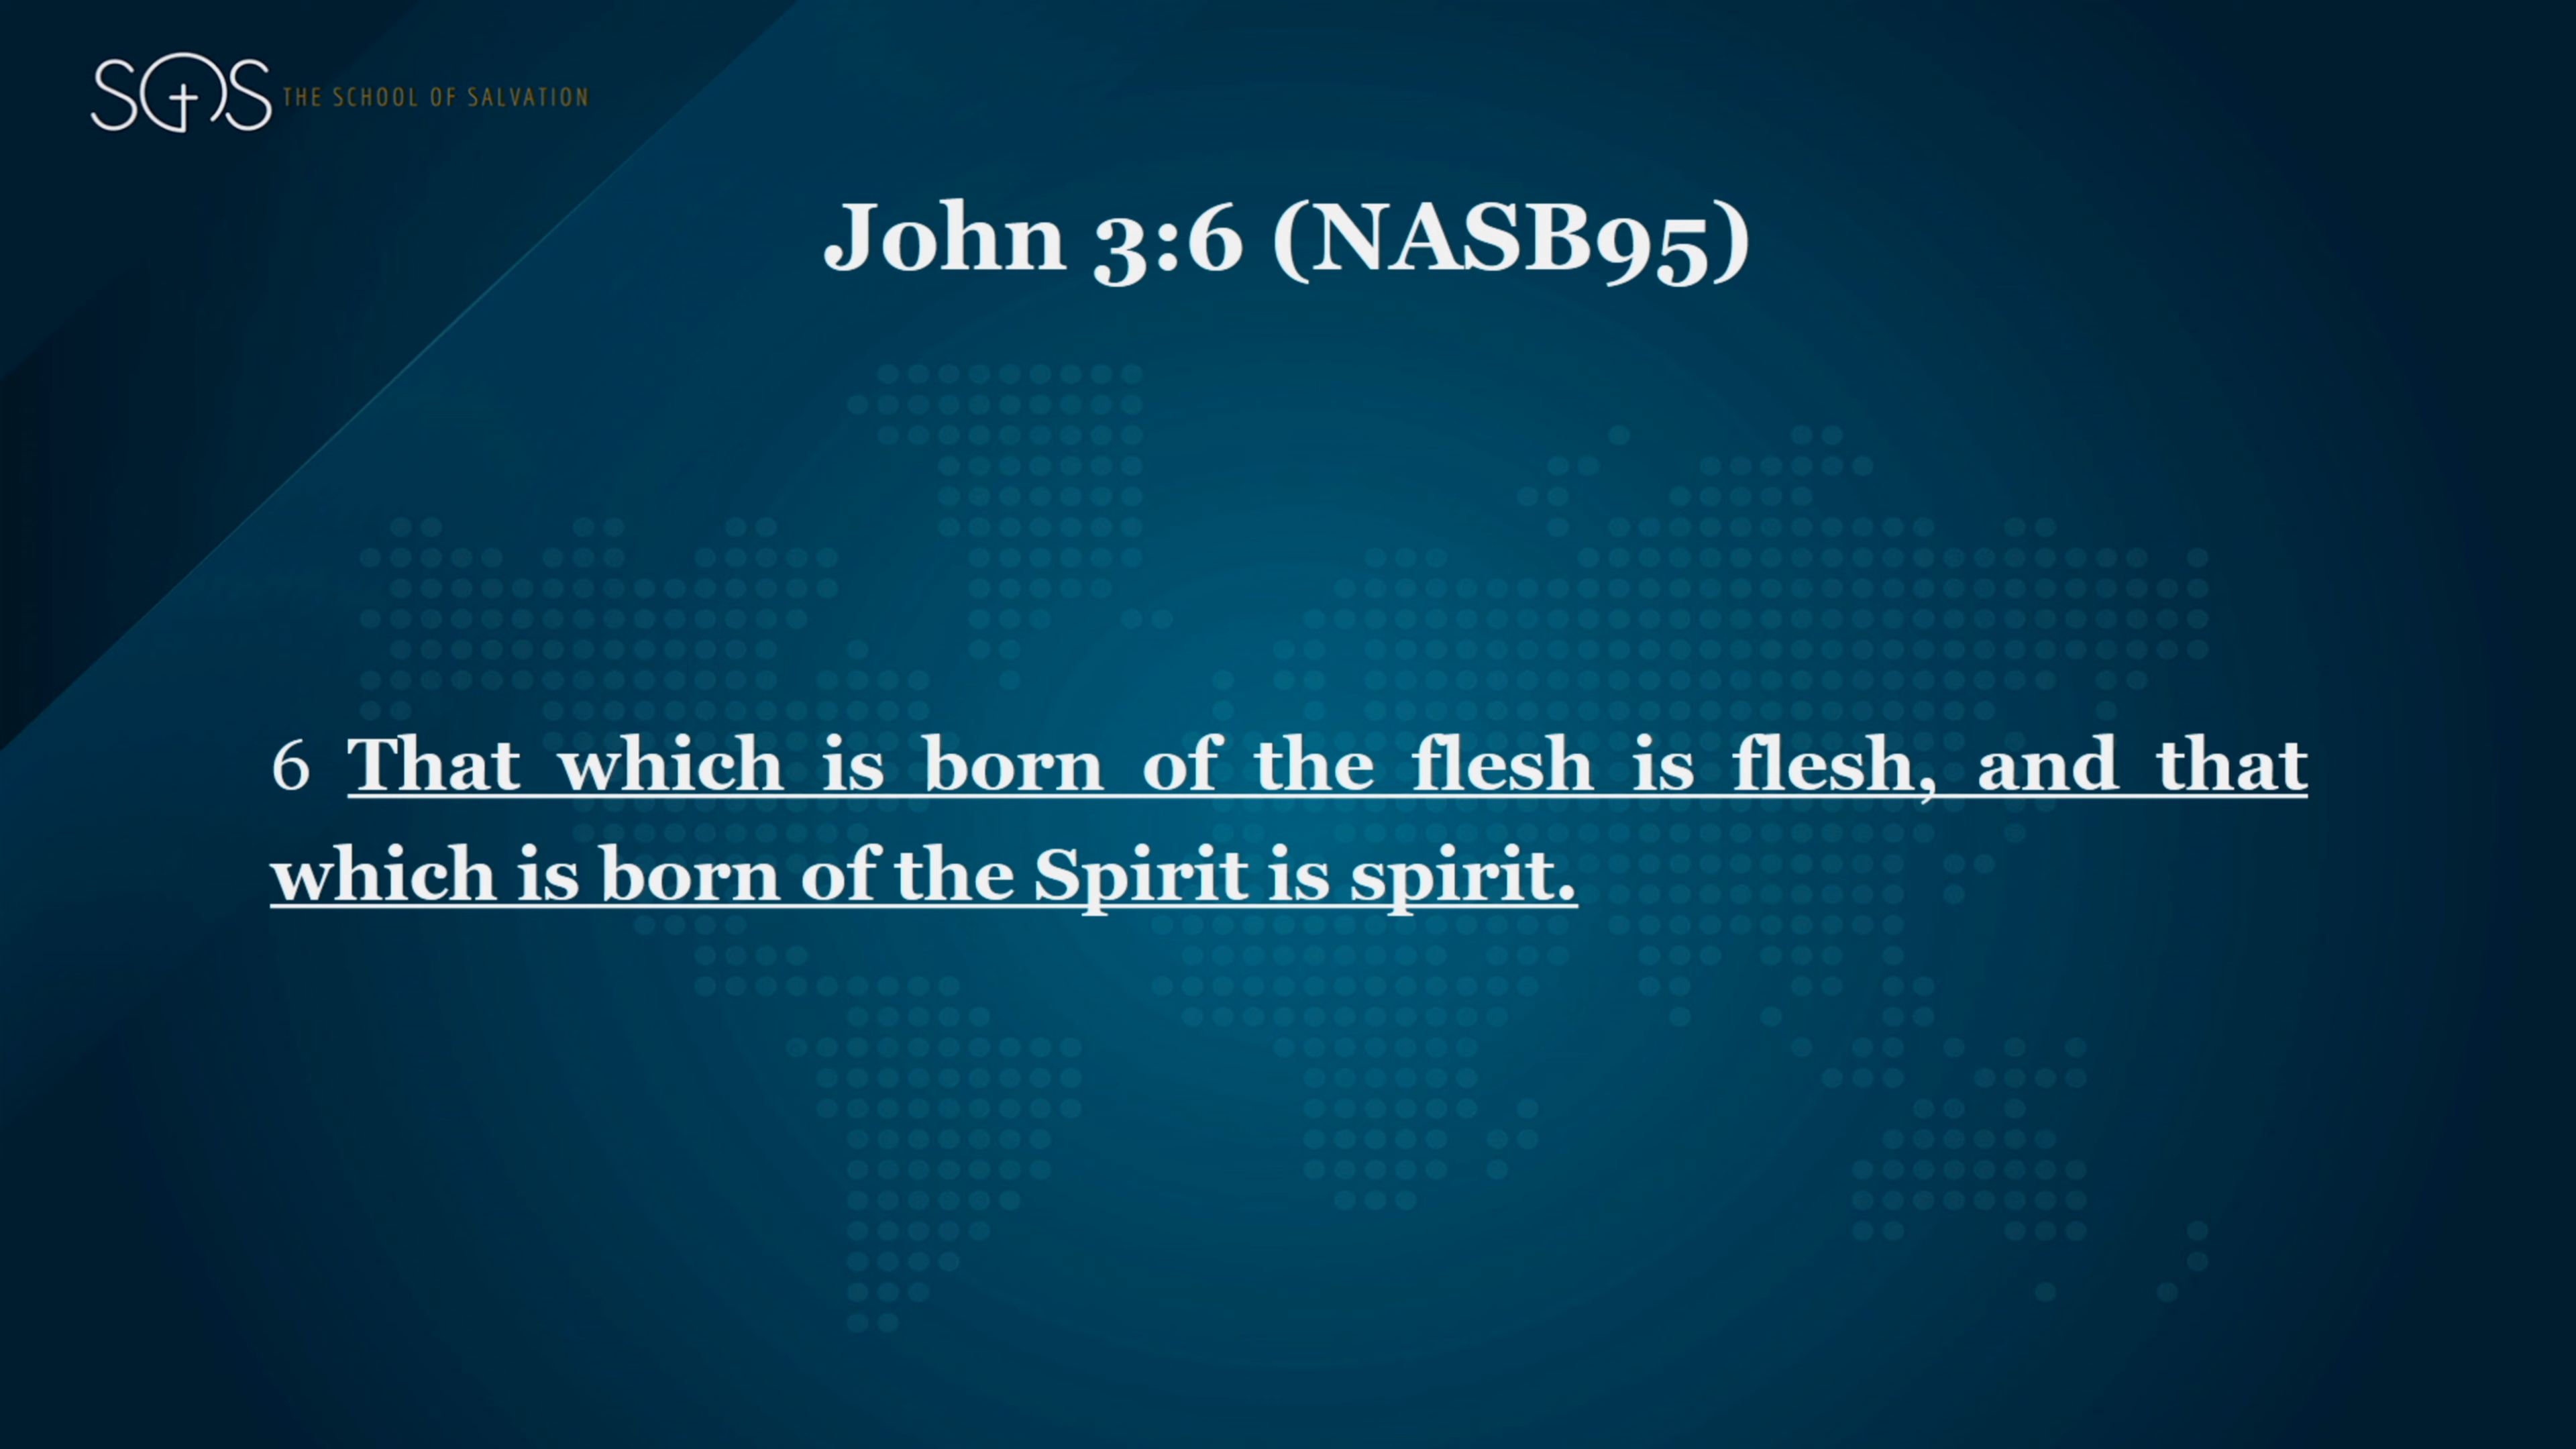 SOS THE SCHOOL OF SALVATION
John 3:6 (NASB95)
6 That which is born of the flesh is flesh, and that
which is born of the Spirit is spirit.